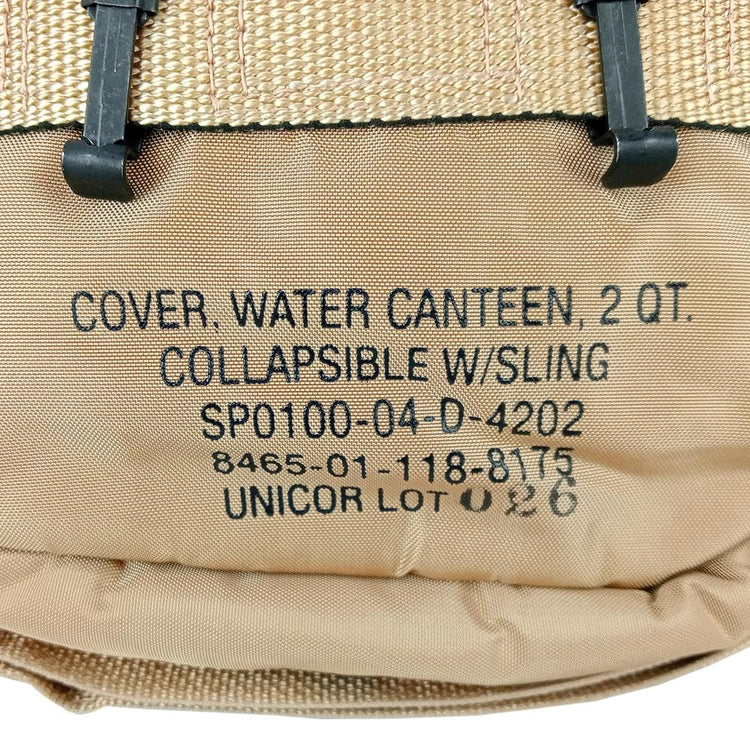 COVER, WATER CANTEEN, 2 QT.
COLLAPSIBLE W/SLING
SP0100-04-D-4202
8465-01-118-8175
UNICOR LOT 026